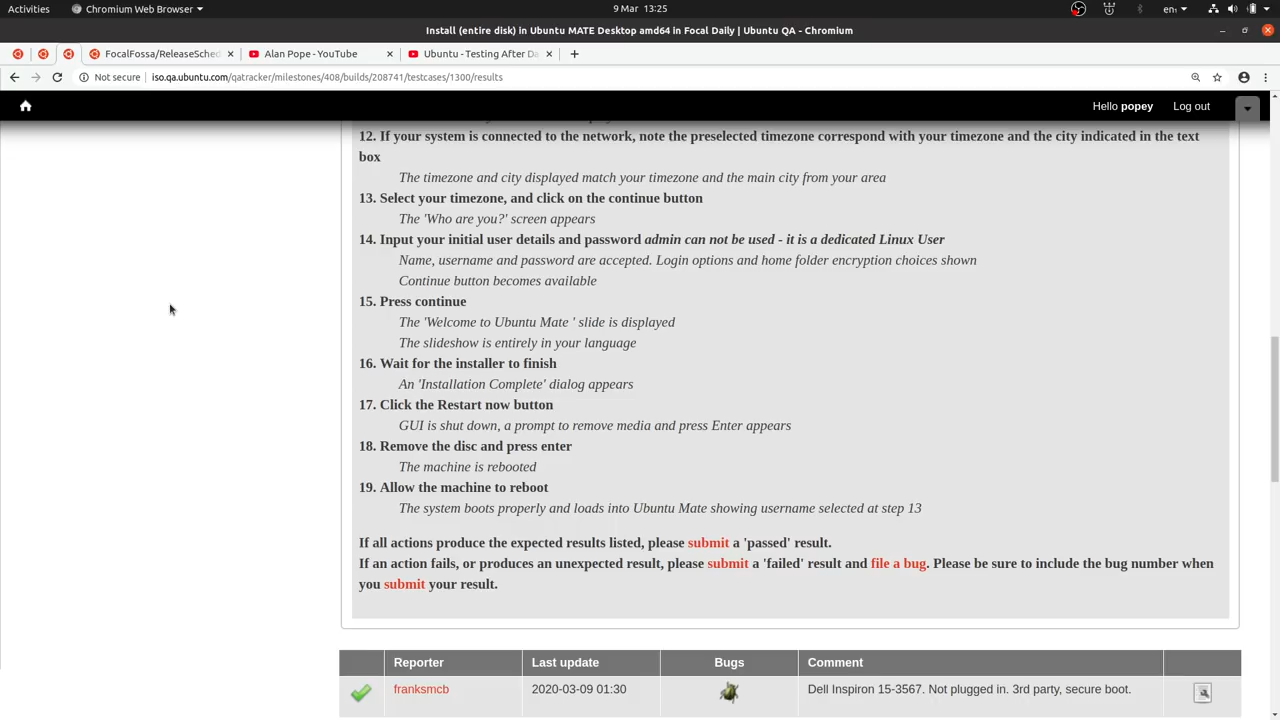 Activities
Chromium Web Browser
9 Mar 13:25
en
Install (entire disk) in Ubuntu MATE Desktop amd64 in Focal Daily | Ubuntu QA - Chromium
FocalFossa/ReleaseSched
Alan Pope - YouTube
Ubuntu - Testing After Da
Not secure
iso.qa.ubuntu.com/qatracker/milestones/408/builds/208741/testcases/1300/results
Hello popey
Log out
12. If your system is connected to the network, note the preselected timezone correspond with your timezone and the city indicated in the text
box
The timezone and city displayed match your timezone and the main city from your area
13. Select your timezone, and click on the continue button
The 'Who are you?' screen appears
14. Input your initial user details and password admin can not be used - it is a dedicated Linux User
Name, username and password are accepted. Login options and home folder encryption choices shown
Continue button becomes available
15. Press continue
The 'Welcome to Ubuntu Mate ' slide is displayed
The slideshow is entirely in your language
16. Wait for the installer to finish
An 'Installation Complete' dialog appears
17. Click the Restart now button
GUI is shut down, a prompt to remove media and press Enter appears
18. Remove the disc and press enter
The machine is rebooted
19. Allow the machine to reboot
The system boots properly and loads into Ubuntu Mate showing username selected at step 13
If all actions produce the expected results listed, please submit a 'passed' result.
If an action fails, or produces an unexpected result, please submit a 'failed' result and file a bug. Please be sure to include the bug number when
you submit your result.
Reporter
Last update
Bugs
Comment
franksmcb
2020-03-09 01:30
Dell Inspiron 15-3567. Not plugged in. 3rd party, secure boot.